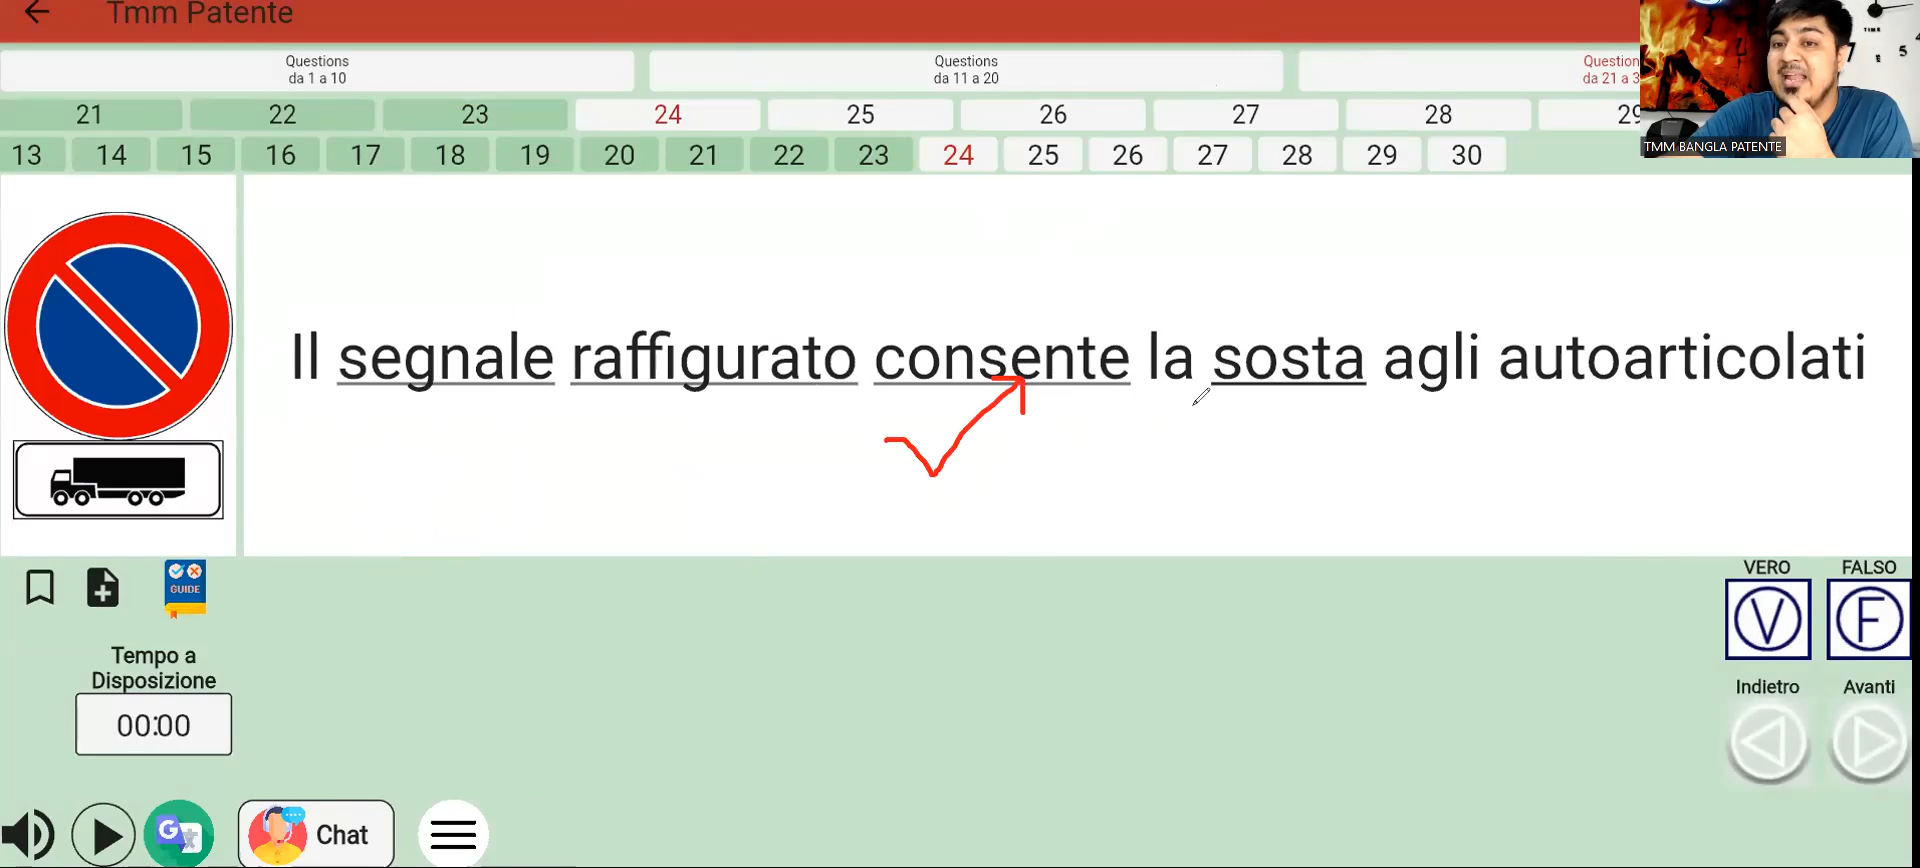 Tmm Patente
Questions
da 1 a 10
Questions
da 11 a 20
Question
da 21 a 3
21 22 23 24 25 26 27 28 29
13 14 15 16 17 18 19 20 21 22 23 24 25 26 27 28 29 30
TIME
7 5
TMM BANGLA PATENTE
Il segnale raffigurato consente la sosta agli autoarticolati
GUIDE
VERO FALSO
V F
Tempo a
Disposizione
00:00
Indietro Avanti
G
Chat